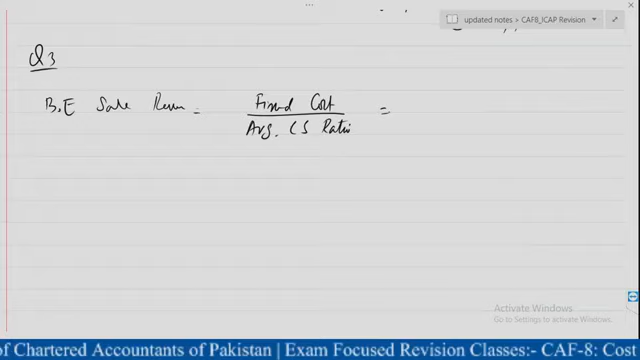 updated notes > CAF8_ICAP Revision
Q3
B.E Sale Reven = Fixed Cost =
Avg. CS Ratio
Activate Windows
Go to Settings to activate Windows.
of Chartered Accountants of Pakistan | Exam Focused Revision Classes:- CAF-8: Cost